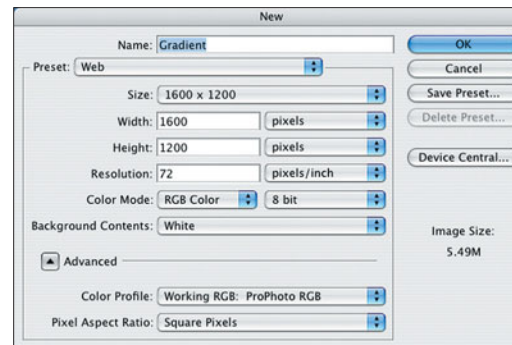 New
Name: Gradient
OK
Preset: Web
Cancel
Size: 1600 x 1200
Save Preset...
Width: 1600 pixels
Delete Preset...
Height: 1200 pixels
Resolution: 72 pixels/inch
Device Central...
Color Mode: RGB Color 8 bit
Background Contents: White
Image Size:
5.49M
Advanced
Color Profile: Working RGB: ProPhoto RGB
Pixel Aspect Ratio: Square Pixels